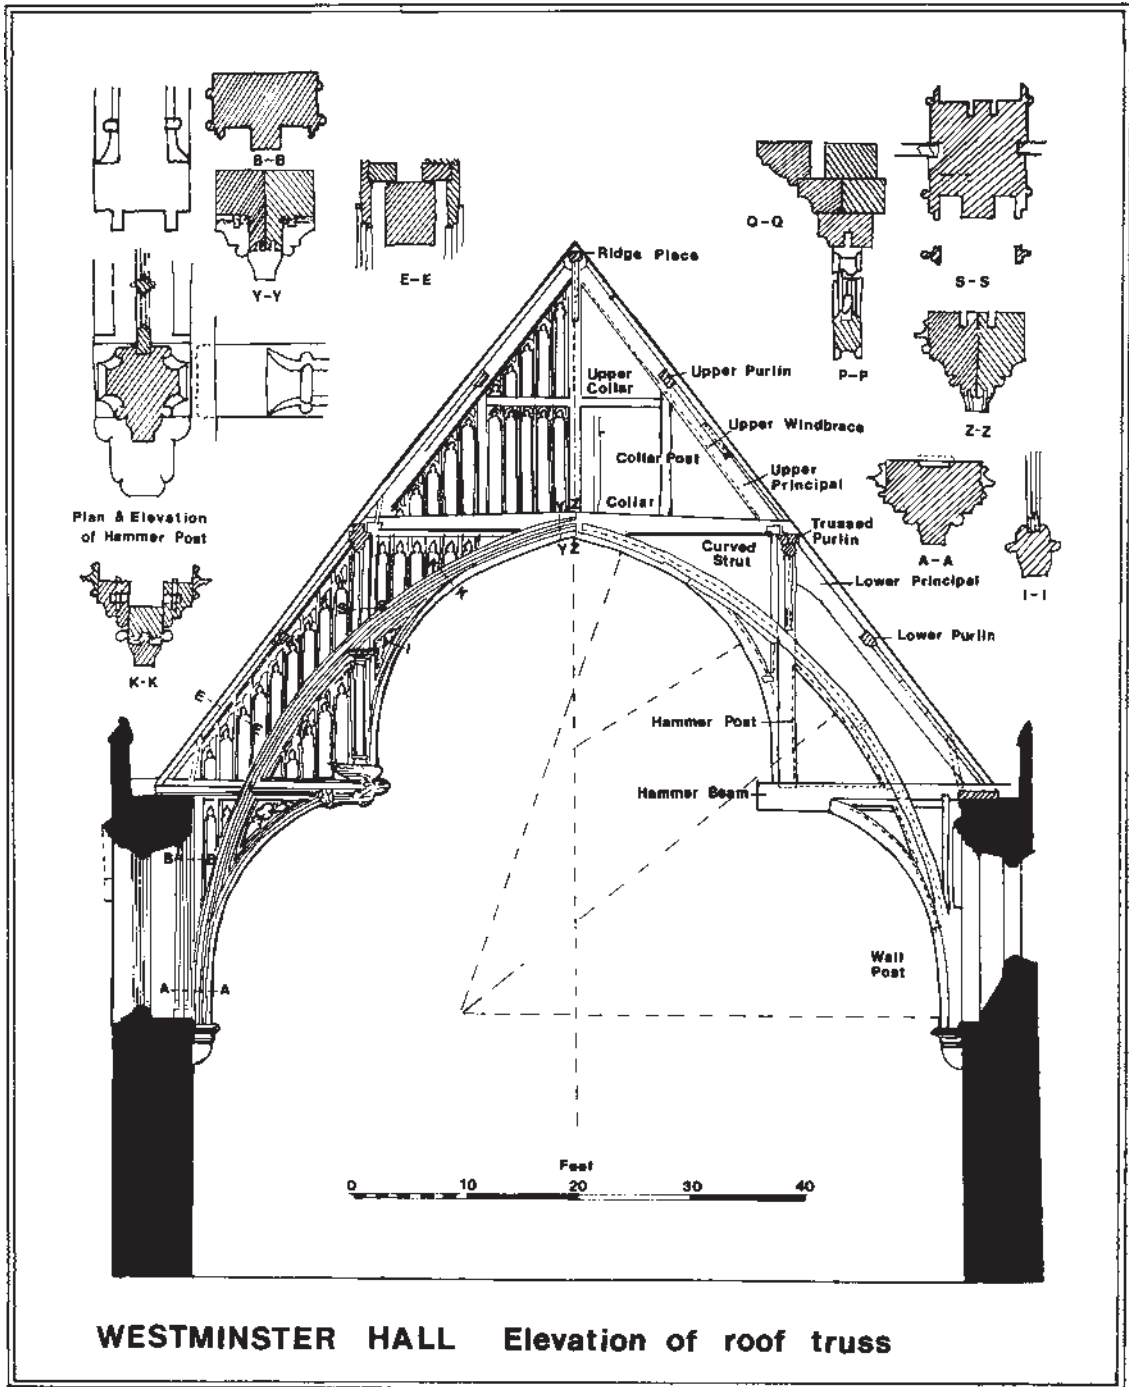 B-B
Y-Y
E-E
Q-Q
P-P
S-S
Z-Z
Ridge Piece
Upper Purlin
Upper
Collar
Upper Windbrace
Collar Post
Upper
Principal
Collar
Y Z
Y Z
Trussed
Purlin
Curved
Strut
A-A
I-I
Plan & Elevation
of Hammer Post
K-K
Lower Principal
Lower Purlin
S
K
I
E
E
Hammer Post
Hammer Beam
B B
Wall
Post
A A
Feet
0 10 20 30 40
WESTMINSTER HALL Elevation of roof truss